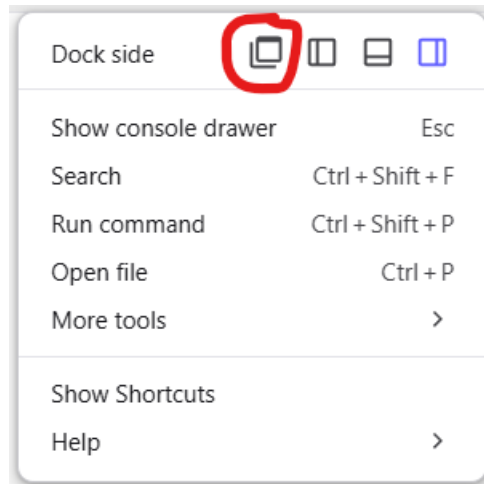 Dock side
Show console drawer Esc
Search Ctrl + Shift + F
Run command Ctrl + Shift + P
Open file Ctrl + P
More tools
Show Shortcuts
Help